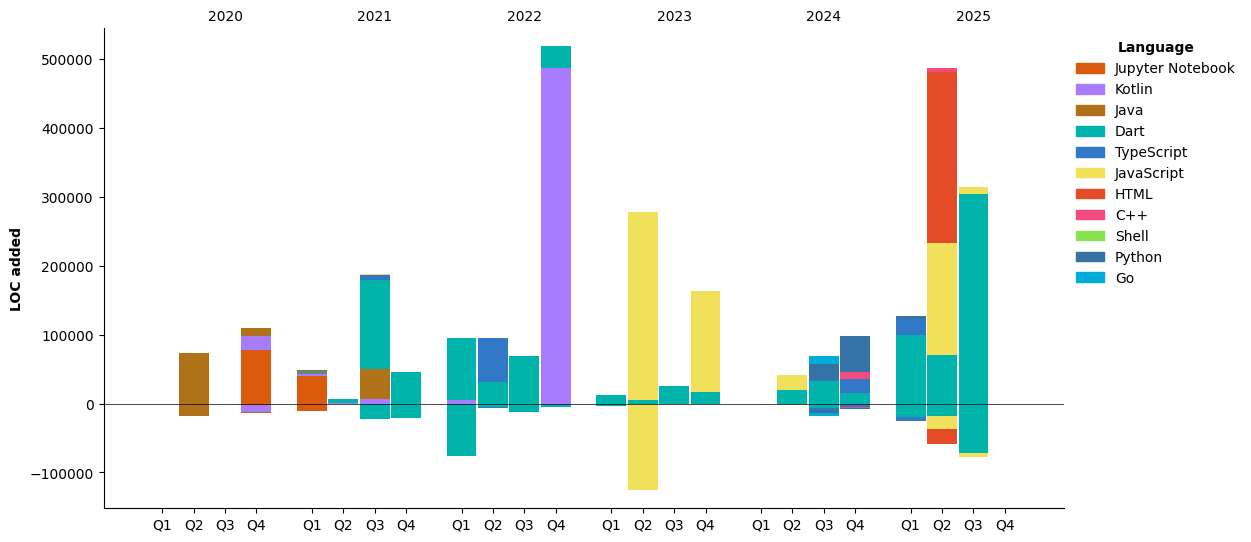 2020 2021 2022 2023 2024 2025
LOC added
500000
400000
300000
200000
100000
0
−100000
Q1 Q2 Q3 Q4 Q1 Q2 Q3 Q4 Q1 Q2 Q3 Q4 Q1 Q2 Q3 Q4 Q1 Q2 Q3 Q4 Q1 Q2 Q3 Q4
Language
Jupyter Notebook
Kotlin
Java
Dart
TypeScript
JavaScript
HTML
C++
Shell
Python
Go